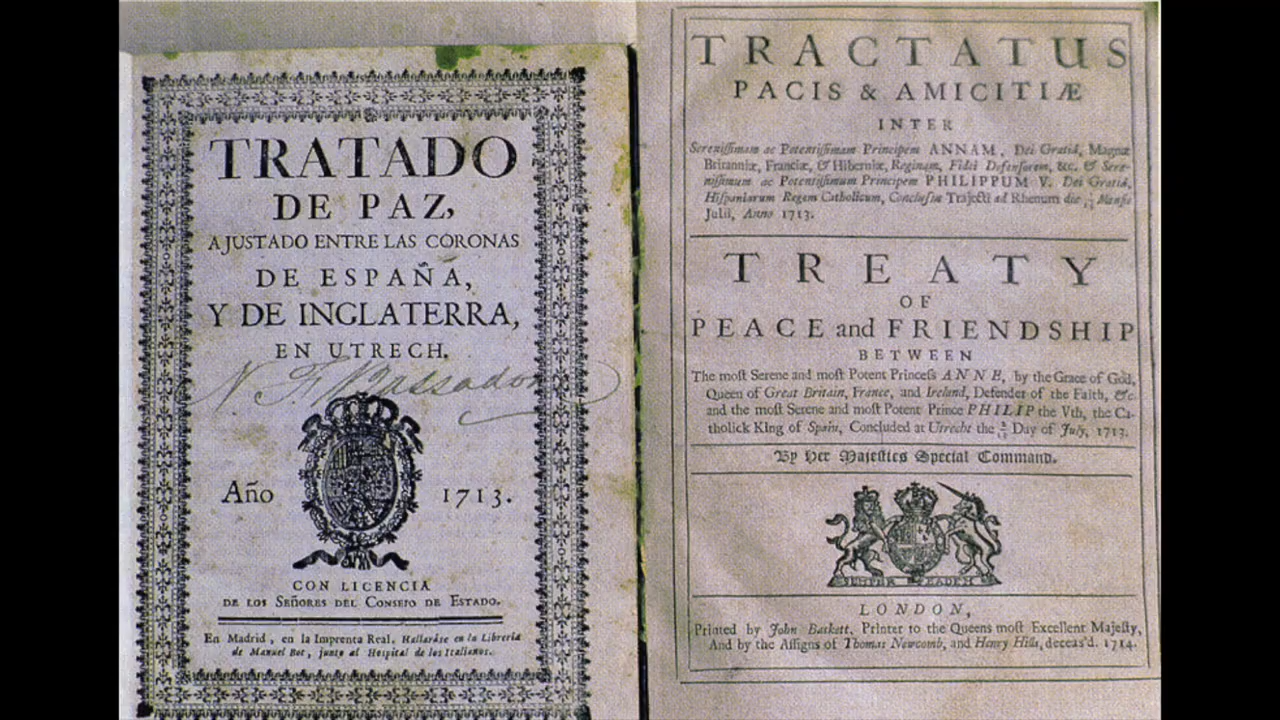 TRATADO
DE PAZ,
AJUSTADO ENTRE LAS CORONAS
DE ESPAÑA,
Y DE INGLATERRA,
EN UTRECH.
Año 1713.
CON LICENCIA
DE LOS SEÑORES DEL CONSEJO DE ESTADO.
En Madrid, en la Imprenta Real. Hallaràse en la Libreria
de Manuel Bot, junto al Hospital de los Italianos.
TRACTATUS
PACIS & AMICITIÆ
INTER
Sereniſſimam ac Potentiſſimam Principem ANNAM, Dei Gratiâ, Magnæ
Britanniæ, Franciæ, & Hiberniæ, Reginam, Fidei Defenſorem, &c. & Sere-
niſſimum ac Potentiſſimum Principem PHILIPPUM V. Dei Gratiâ,
Hiſpaniarum Regem Catholicum, Concluſus Trajecti ad Rhenum die Menſis
Julii, Anno 1713.
TREATY
OF
PEACE and FRIENDSHIP
BETWEEN
The moſt Serene and moſt Potent Princeſs ANNE, by the Grace of God,
Queen of Great Britain, France, and Ireland, Defender of the Faith, &c.
and the moſt Serene and moſt Potent Prince PHILIP the Vth, the Ca-
tholick King of Spain, Concluded at Utrecht the Day of July, 1713.
By Her Majeſties Special Command.
SEMPER EADEM
LONDON,
Printed by John Baskett, Printer to the Queens moſt Excellent Majeſty,
And by the Aſſigns of Thomas Newcomb, and Henry Hills, deceas'd. 1714.